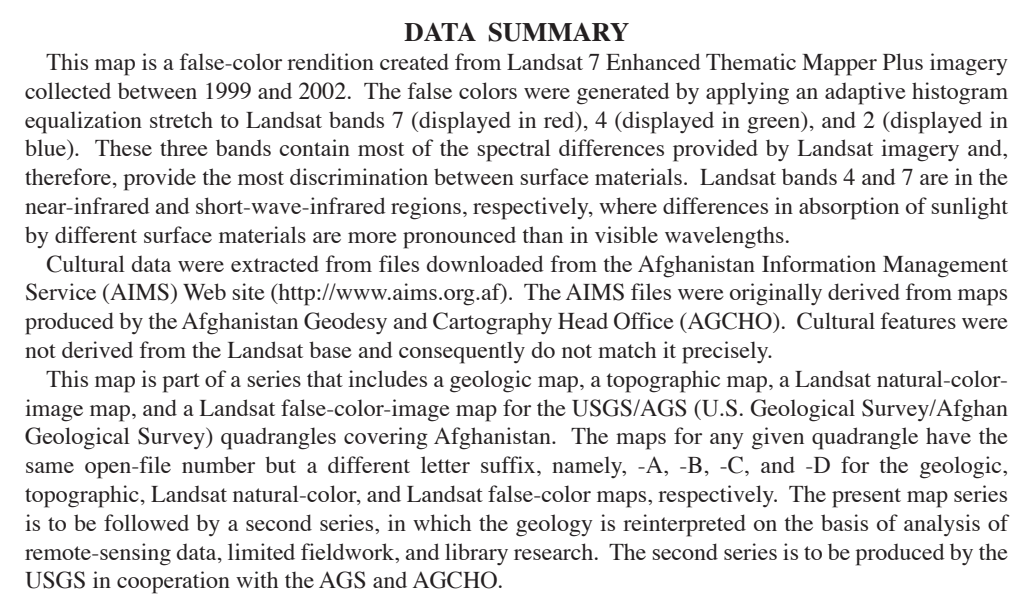 DATA SUMMARY
This map is a false-color rendition created from Landsat 7 Enhanced Thematic Mapper Plus imagery
collected between 1999 and 2002. The false colors were generated by applying an adaptive histogram
equalization stretch to Landsat bands 7 (displayed in red), 4 (displayed in green), and 2 (displayed in
blue). These three bands contain most of the spectral differences provided by Landsat imagery and,
therefore, provide the most discrimination between surface materials. Landsat bands 4 and 7 are in the
near-infrared and short-wave-infrared regions, respectively, where differences in absorption of sunlight
by different surface materials are more pronounced than in visible wavelengths.
Cultural data were extracted from files downloaded from the Afghanistan Information Management
Service (AIMS) Web site (http://www.aims.org.af). The AIMS files were originally derived from maps
produced by the Afghanistan Geodesy and Cartography Head Office (AGCHO). Cultural features were
not derived from the Landsat base and consequently do not match it precisely.
This map is part of a series that includes a geologic map, a topographic map, a Landsat natural-color-
image map, and a Landsat false-color-image map for the USGS/AGS (U.S. Geological Survey/Afghan
Geological Survey) quadrangles covering Afghanistan. The maps for any given quadrangle have the
same open-file number but a different letter suffix, namely, -A, -B, -C, and -D for the geologic,
topographic, Landsat natural-color, and Landsat false-color maps, respectively. The present map series
is to be followed by a second series, in which the geology is reinterpreted on the basis of analysis of
remote-sensing data, limited fieldwork, and library research. The second series is to be produced by the
USGS in cooperation with the AGS and AGCHO.